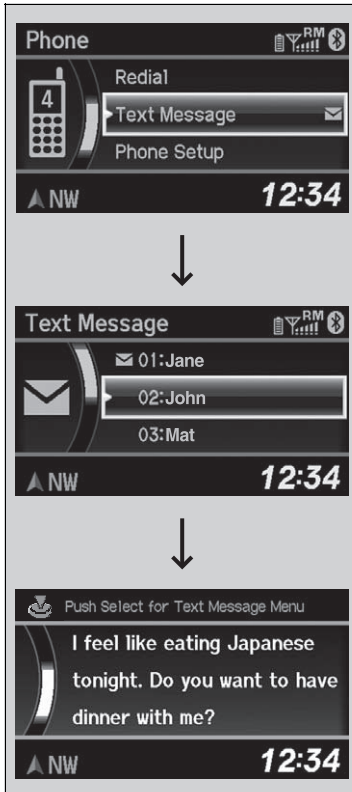 Phone
RM
4
Redial
Text Message
Phone Setup
NW
12:34
Text Message
RM
01:Jane
02:John
03:Mat
NW
12:34
Push Select for Text Message Menu
I feel like eating Japanese
tonight. Do you want to have
dinner with me?
NW
12:34